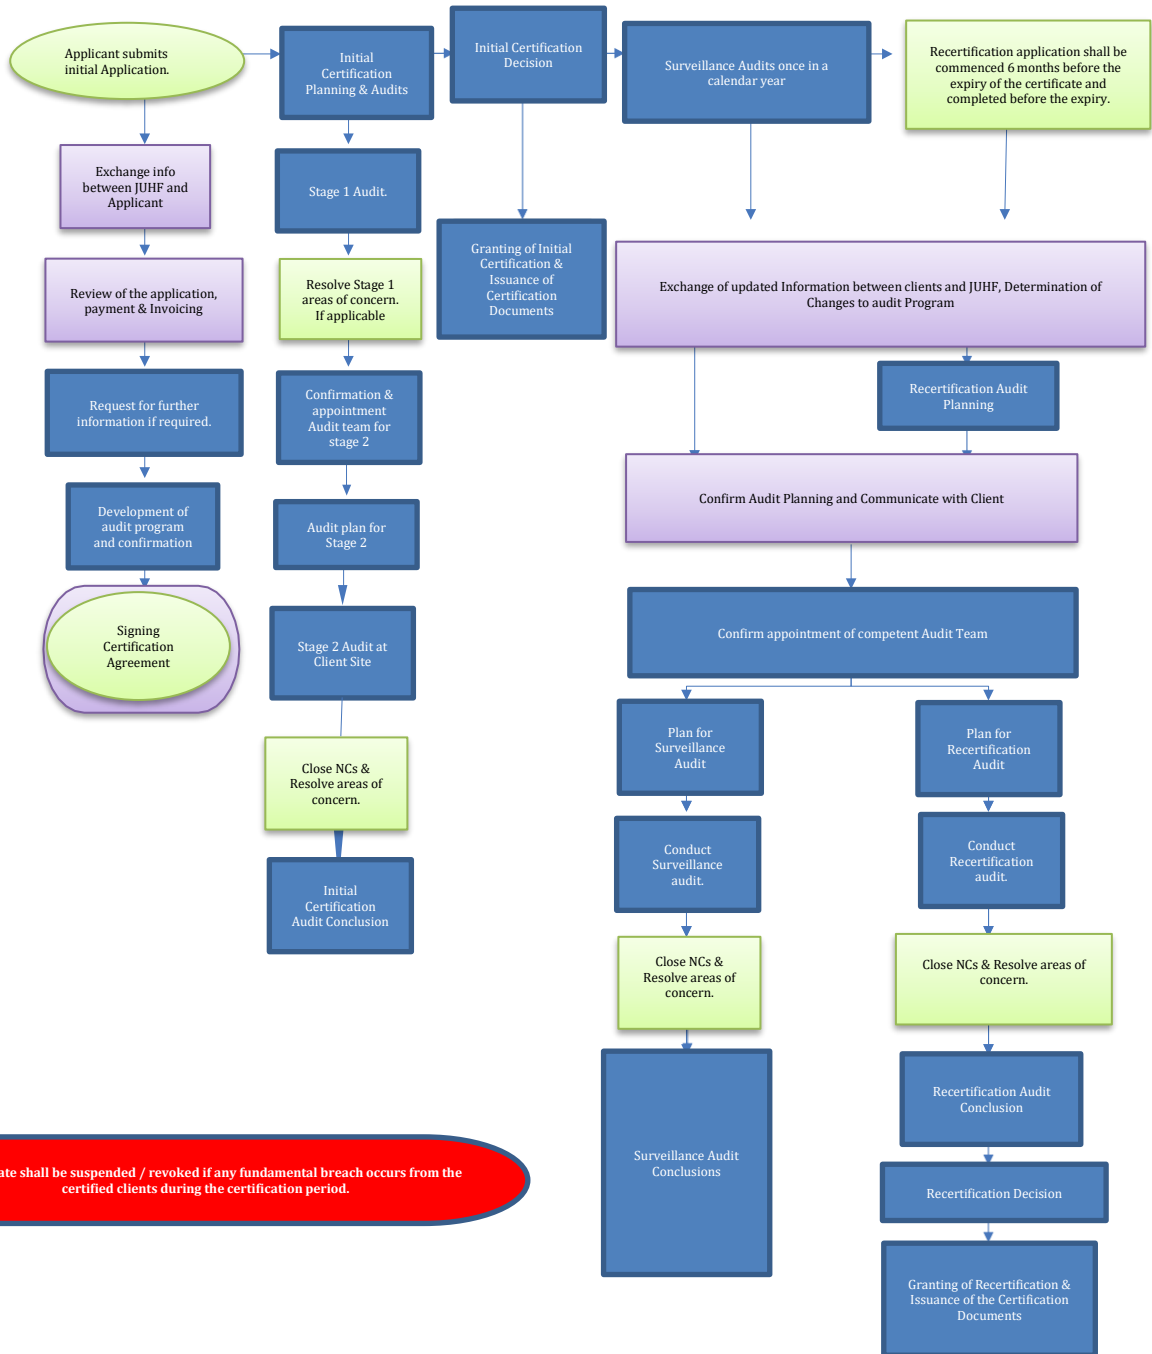 Applicant submits
initial Application.
Exchange info
between JUHF and
Applicant
Review of the application,
payment & Invoicing
Request for further
information if required.
Development of
audit program
and confirmation
Signing
Certification
Agreement
Initial
Certification
Planning & Audits
Stage 1 Audit.
Resolve Stage 1
areas of concern.
If applicable
Confirmation &
appointment
Audit team for
stage 2
Audit plan for
Stage 2
Stage 2 Audit at
Client Site
Close NCs &
Resolve areas of
concern.
Initial
Certification
Audit Conclusion
Initial Certification
Decision
Granting of Initial
Certification &
Issuance of
Certification
Documents
Surveillance Audits once in a
calendar year
Recertification application shall be
commenced 6 months before the
expiry of the certificate and
completed before the expiry.
Exchange of updated Information between clients and JUHF, Determination of
Changes to audit Program
Recertification Audit
Planning
Confirm Audit Planning and Communicate with Client
Confirm appointment of competent Audit Team
Plan for
Surveillance
Audit
Conduct
Surveillance
audit.
Close NCs &
Resolve areas of
concern.
Surveillance Audit
Conclusions
Plan for
Recertification
Audit
Conduct
Recertification
audit.
Close NCs & Resolve areas of
concern.
Recertification Audit
Conclusion
Recertification Decision
Granting of Recertification &
Issuance of the Certification
Documents
ate shall be suspended / revoked if any fundamental breach occurs from the
certified clients during the certification period.